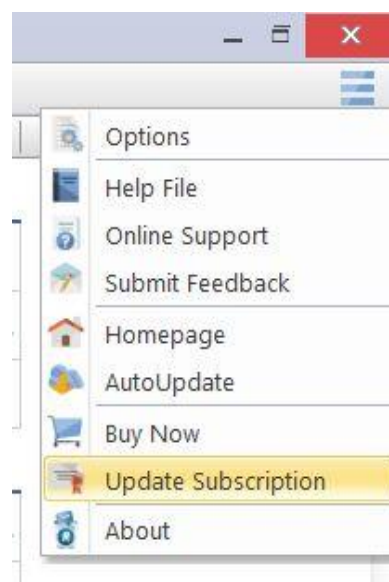 Options
Help File
Online Support
Submit Feedback
Homepage
AutoUpdate
Buy Now
Update Subscription
About